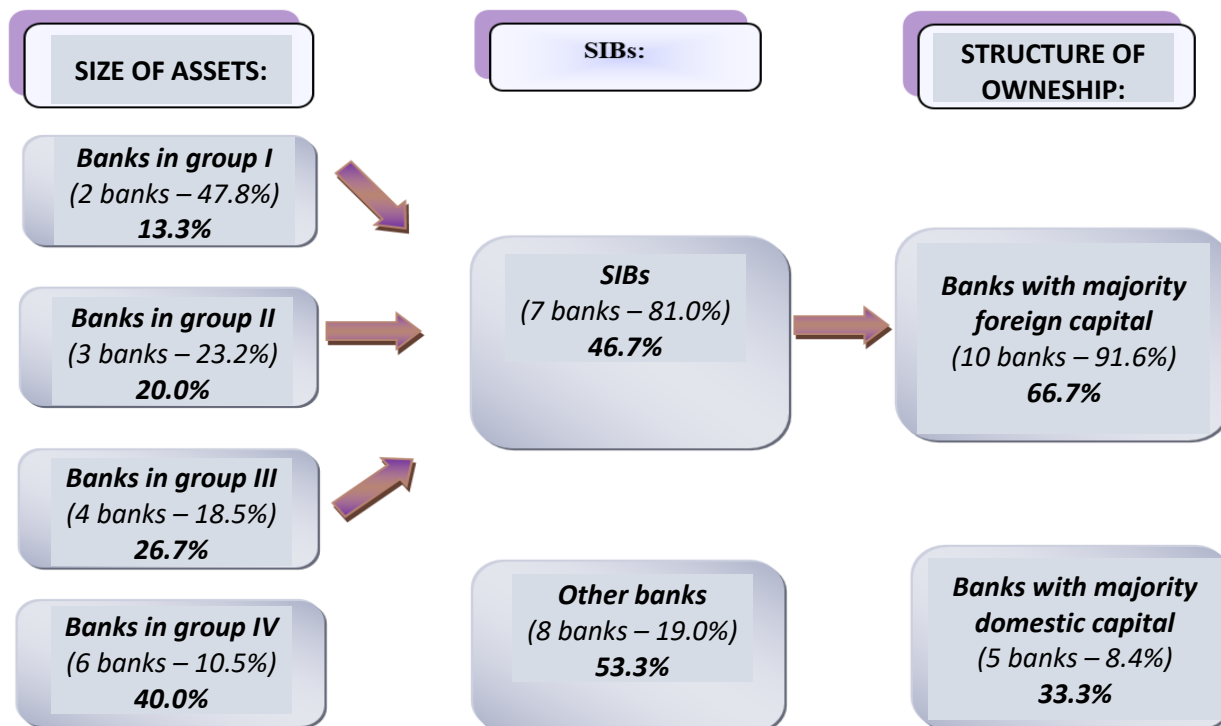 SIZE OF ASSETS:
Banks in group I
(2 banks – 47.8%)
13.3%
Banks in group II
(3 banks – 23.2%)
20.0%
Banks in group III
(4 banks – 18.5%)
26.7%
Banks in group IV
(6 banks – 10.5%)
40.0%
SIBs:
SIBs
(7 banks – 81.0%)
46.7%
Other banks
(8 banks – 19.0%)
53.3%
STRUCTURE OF
OWNESHIP:
Banks with majority
foreign capital
(10 banks – 91.6%)
66.7%
Banks with majority
domestic capital
(5 banks – 8.4%)
33.3%